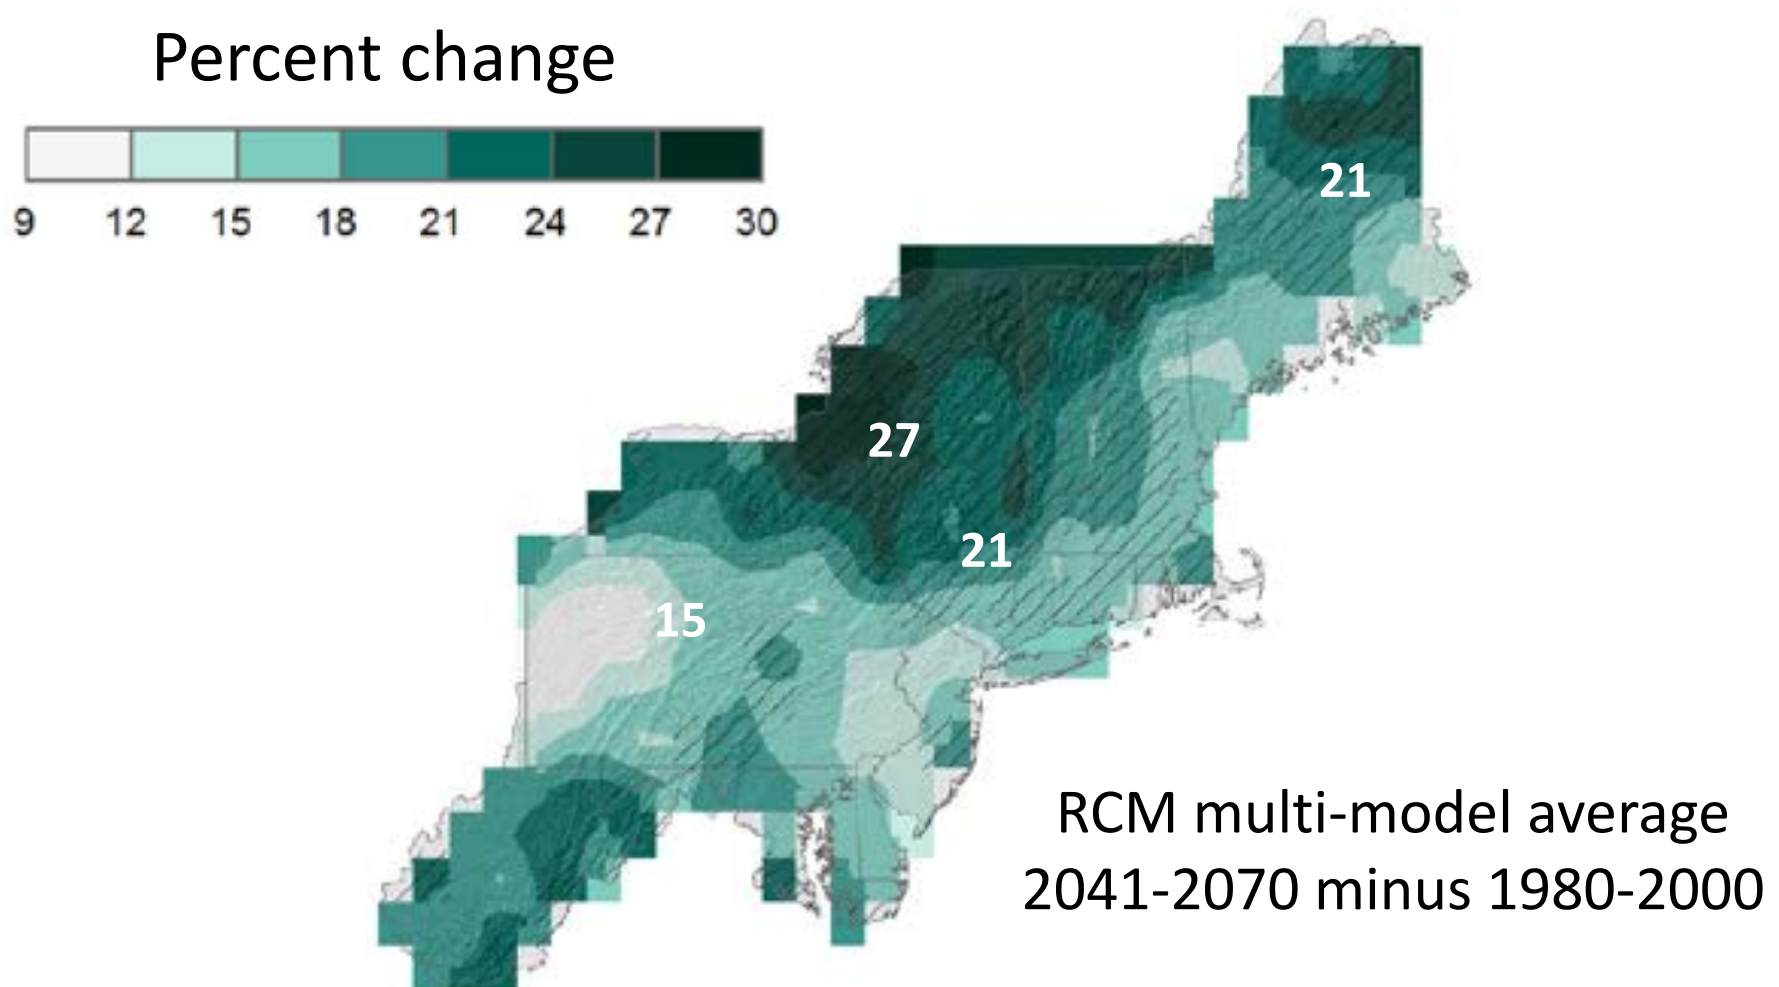 Percent change
9 12 15 18 21 24 27 30
21
27
21
15
RCM multi-model average
2041-2070 minus 1980-2000